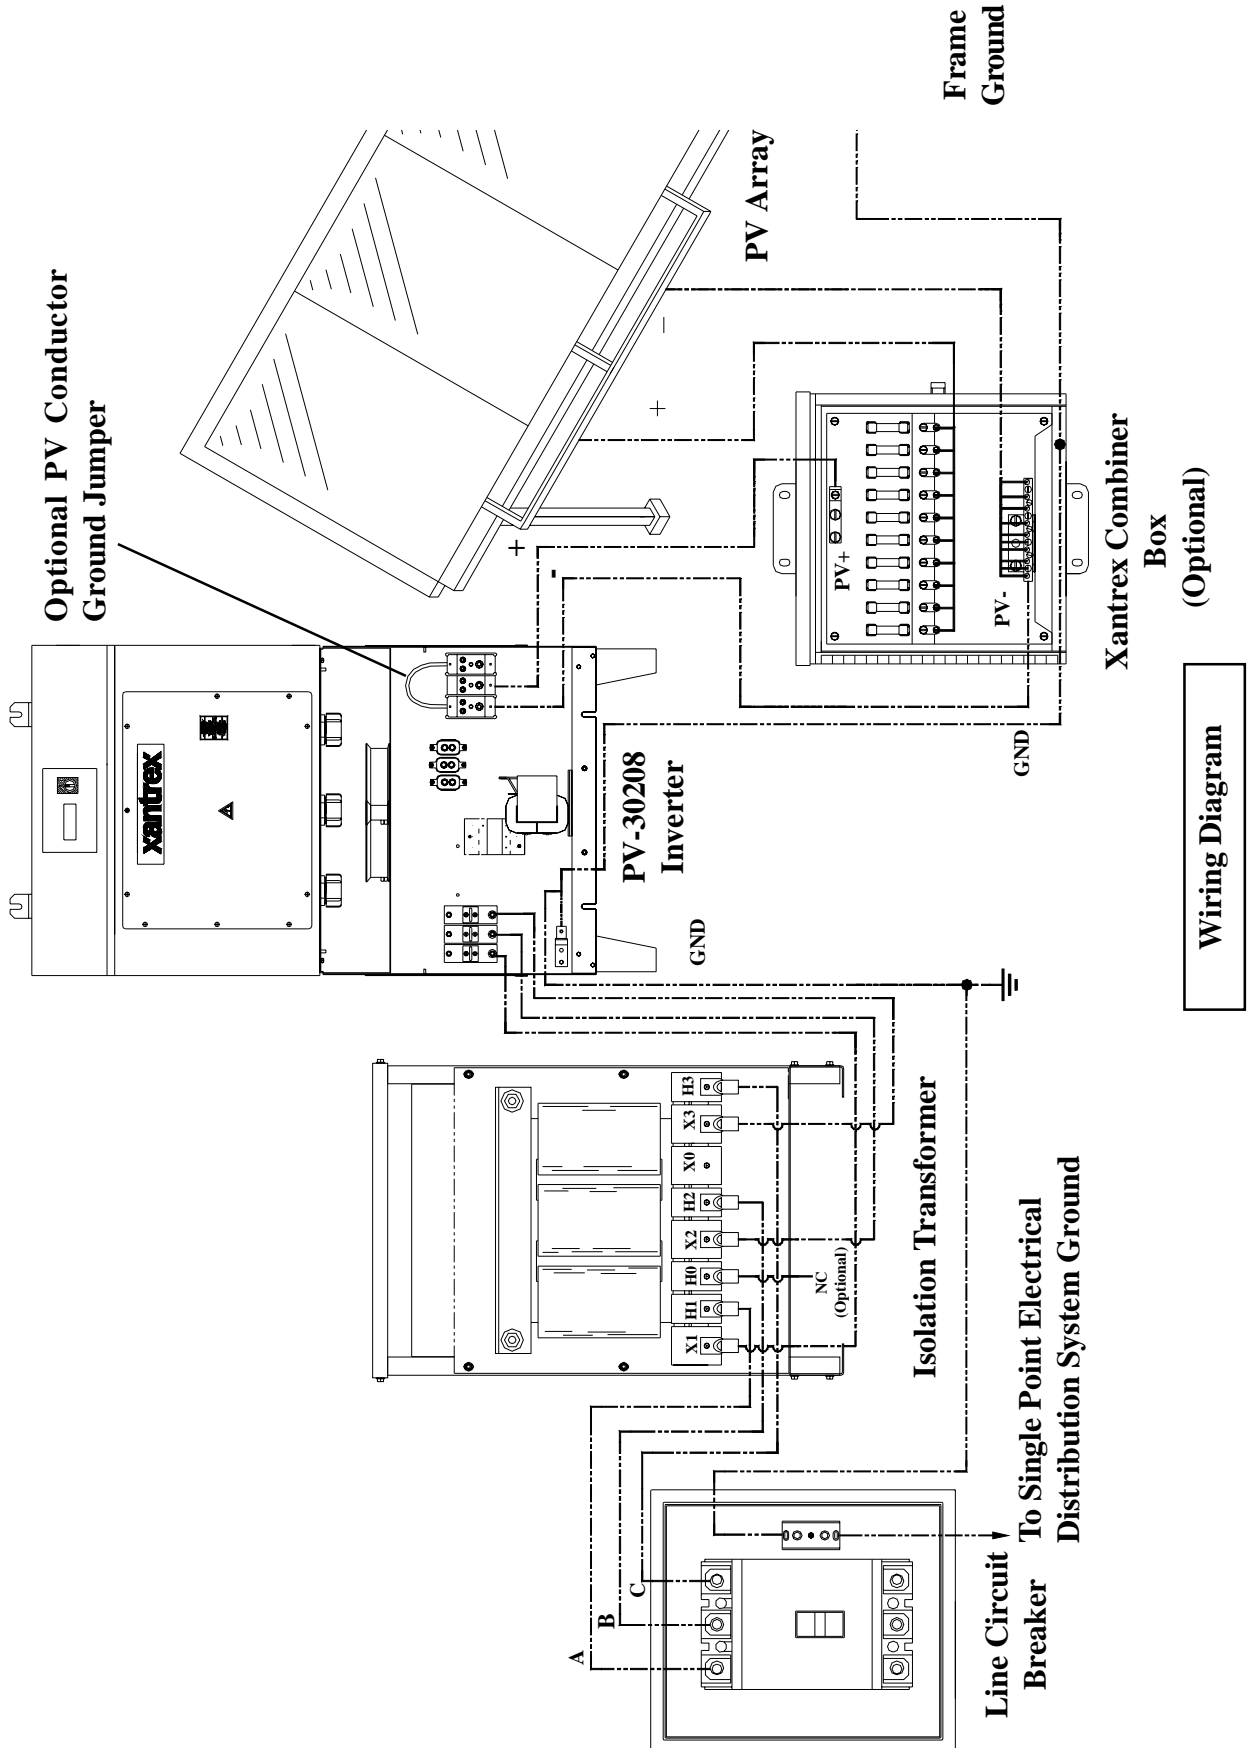 Optional PV Conductor
Ground Jumper
xantrex
PV-30208
Inverter
GND
PV Array
+
−
+
-
Frame
Ground
PV+
PV-
GND
Xantrex Combiner
Box
(Optional)
X1
H1
H0
X2
H2
X0
X3
H3
NC
(Optional)
Isolation Transformer
A
B
C
Line Circuit
Breaker
To Single Point Electrical
Distribution System Ground
Wiring Diagram